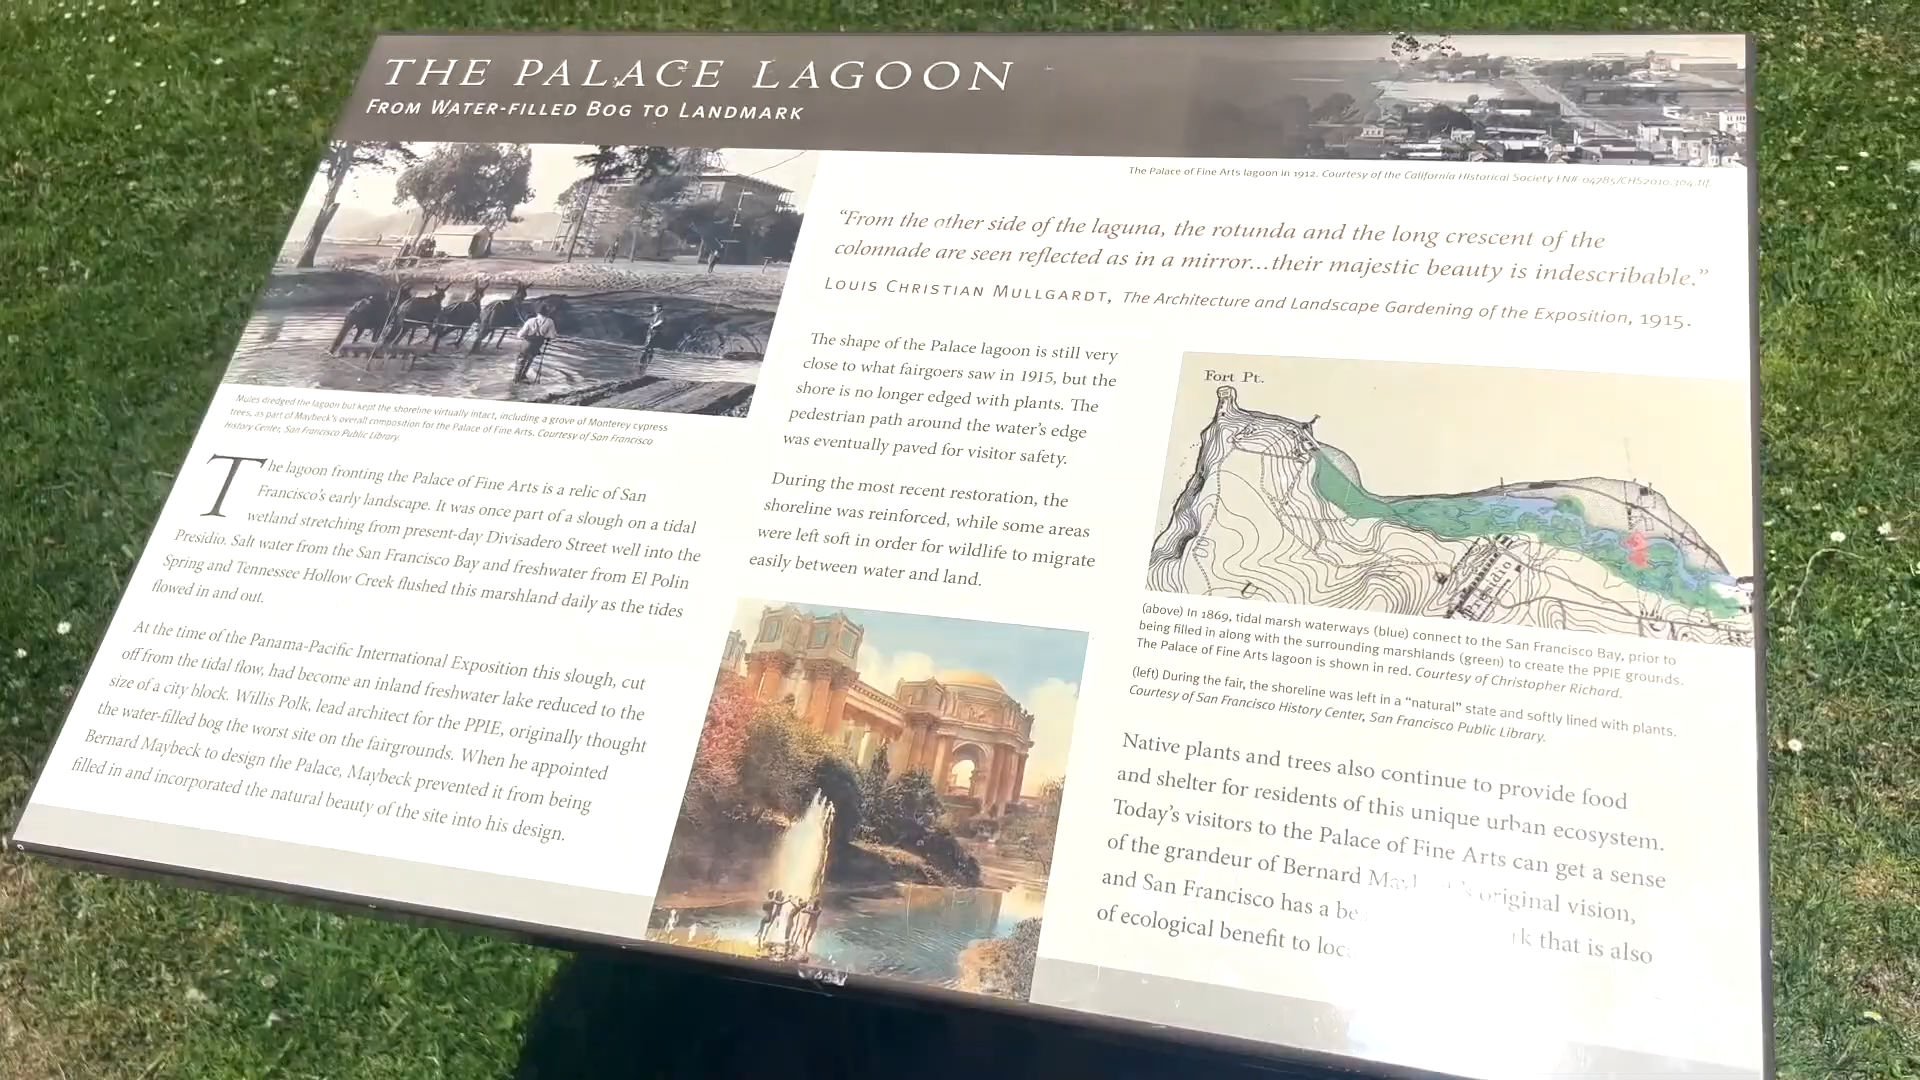 THE PALACE LAGOON
FROM WATER-FILLED BOG TO LANDMARK
The Palace of Fine Arts lagoon in 1912. Courtesy of the California Historical Society FN#-04785/CHS2010.304.tif.
“From the other side of the laguna, the rotunda and the long crescent of the
colonnade are seen reflected as in a mirror...their majestic beauty is indescribable.”
LOUIS CHRISTIAN MULLGARDT, The Architecture and Landscape Gardening of the Exposition, 1915.
Mules dredged the lagoon but kept the shoreline virtually intact, including a grove of Monterey cypress
trees, as part of Maybeck's overall composition for the Palace of Fine Arts. Courtesy of San Francisco
History Center, San Francisco Public Library.
The lagoon fronting the Palace of Fine Arts is a relic of San
Francisco's early landscape. It was once part of a slough on a tidal
wetland stretching from present-day Divisadero Street well into the
Presidio. Salt water from the San Francisco Bay and freshwater from El Polin
Spring and Tennessee Hollow Creek flushed this marshland daily as the tides
flowed in and out.
At the time of the Panama-Pacific International Exposition this slough, cut
off from the tidal flow, had become an inland freshwater lake reduced to the
size of a city block. Willis Polk, lead architect for the PPIE, originally thought
the water-filled bog the worst site on the fairgrounds. When he appointed
Bernard Maybeck to design the Palace, Maybeck prevented it from being
filled in and incorporated the natural beauty of the site into his design.
The shape of the Palace lagoon is still very
close to what fairgoers saw in 1915, but the
shore is no longer edged with plants. The
pedestrian path around the water's edge
was eventually paved for visitor safety.
During the most recent restoration, the
shoreline was reinforced, while some areas
were left soft in order for wildlife to migrate
easily between water and land.
Fort Pt.
Presidio
(above) In 1869, tidal marsh waterways (blue) connect to the San Francisco Bay, prior to
being filled in along with the surrounding marshlands (green) to create the PPIE grounds.
The Palace of Fine Arts lagoon is shown in red. Courtesy of Christopher Richard.
(left) During the fair, the shoreline was left in a “natural” state and softly lined with plants.
Courtesy of San Francisco History Center, San Francisco Public Library.
Native plants and trees also continue to provide food
and shelter for residents of this unique urban ecosystem.
Today's visitors to the Palace of Fine Arts can get a sense
of the grandeur of Bernard original vision,
and San Francisco has a that is also
of ecological benefit to